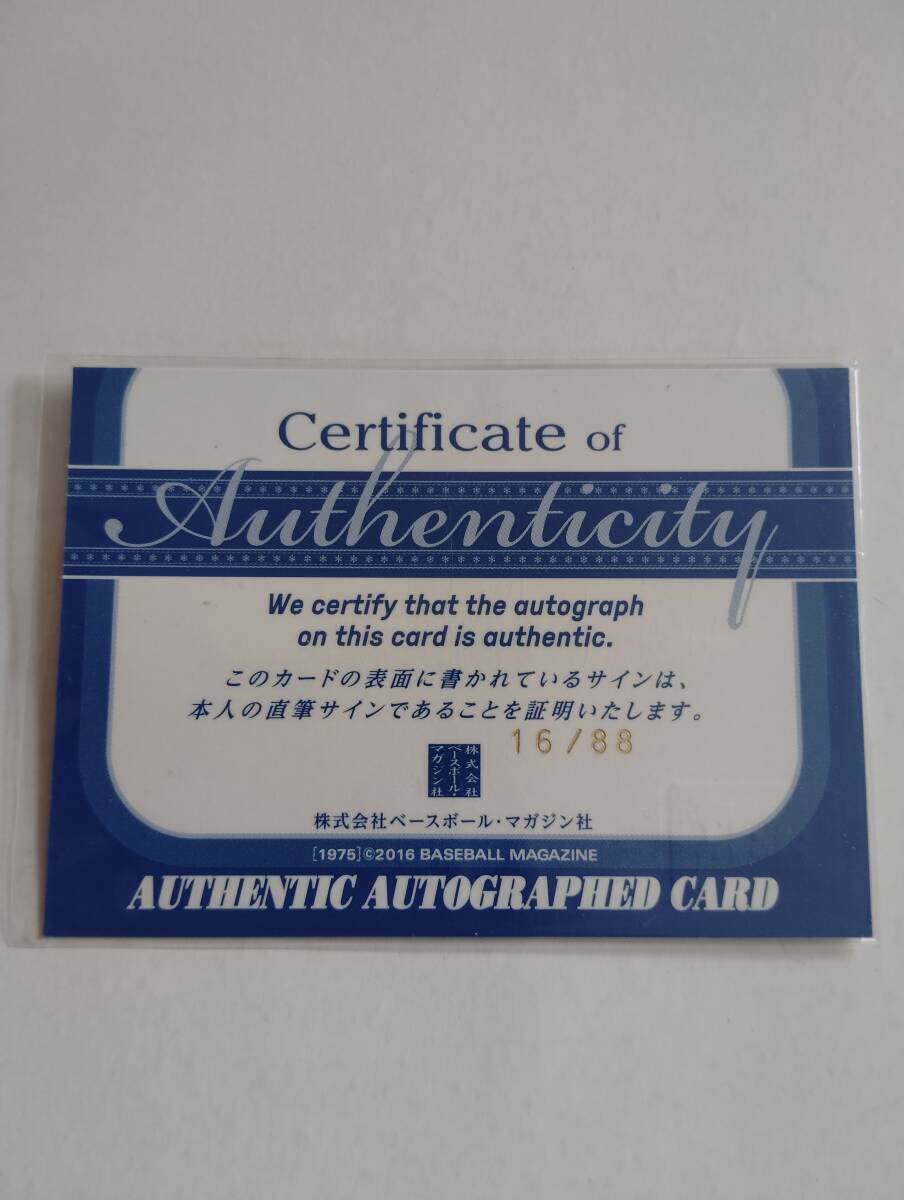 Certificate of
Authenticity
We certify that the autograph
on this card is authentic.
このカードの表面に書かれているサインは、
本人の直筆サインであることを証明いたします。
16/88
株式会社
ベースボール・
マガジン社
株式会社ベースボール・マガジン社
[1975]©2016 BASEBALL MAGAZINE
AUTHENTIC AUTOGRAPHED CARD